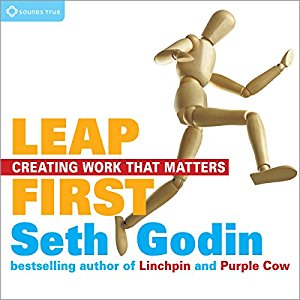 SOUNDS TRUE
LEAP
CREATING WORK THAT MATTERS
FIRST
Seth Godin
bestselling author of Linchpin and Purple Cow